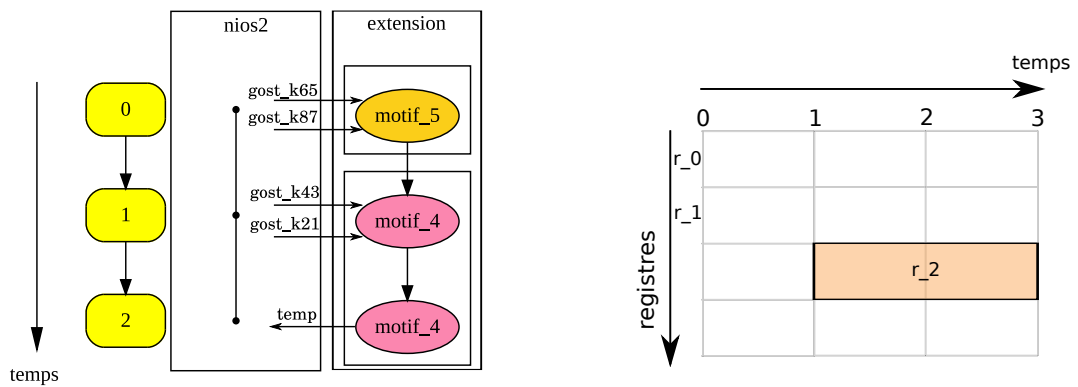 nios2
extension
0
gost_k65
gost_k87
motif_5
1
gost_k43
gost_k21
motif_4
2
temp
motif_4
temps
temps
0 1 2 3
r_0
r_1
r_2
registres